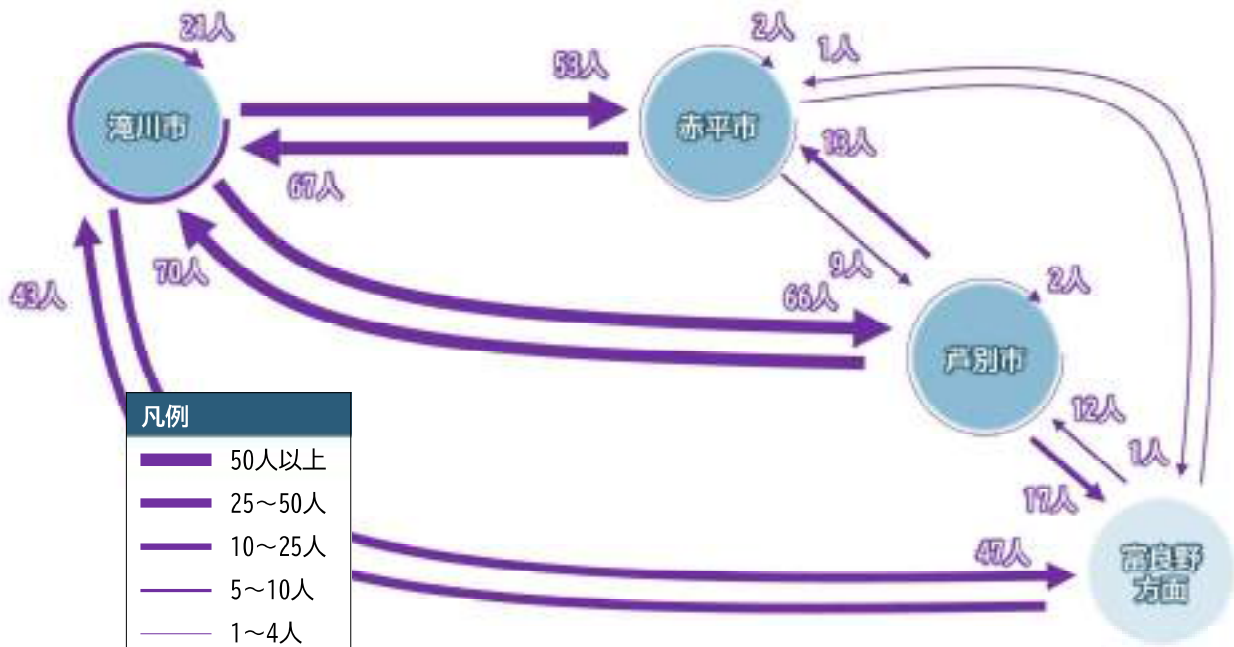 21人
2人
1人
53人
滝川市
赤平市
13人
67人
9人
2人
43人
70人
66人
芦別市
凡例
12人
50人以上
1人
25～50人
17人
10～25人
47人
富良野
方面
5～10人
1～4人